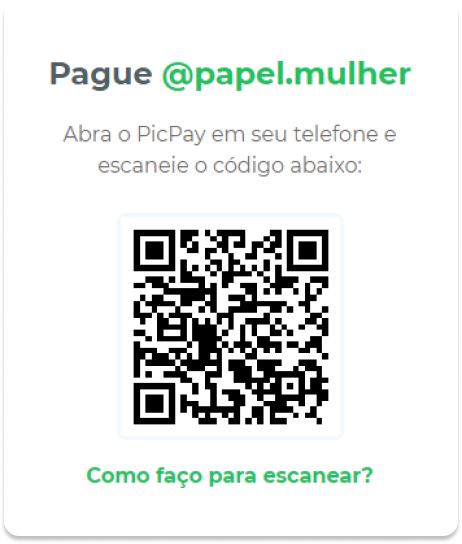 Pague @papel.mulher
Abra o PicPay em seu telefone e
escaneie o código abaixo:
Como faço para escanear?